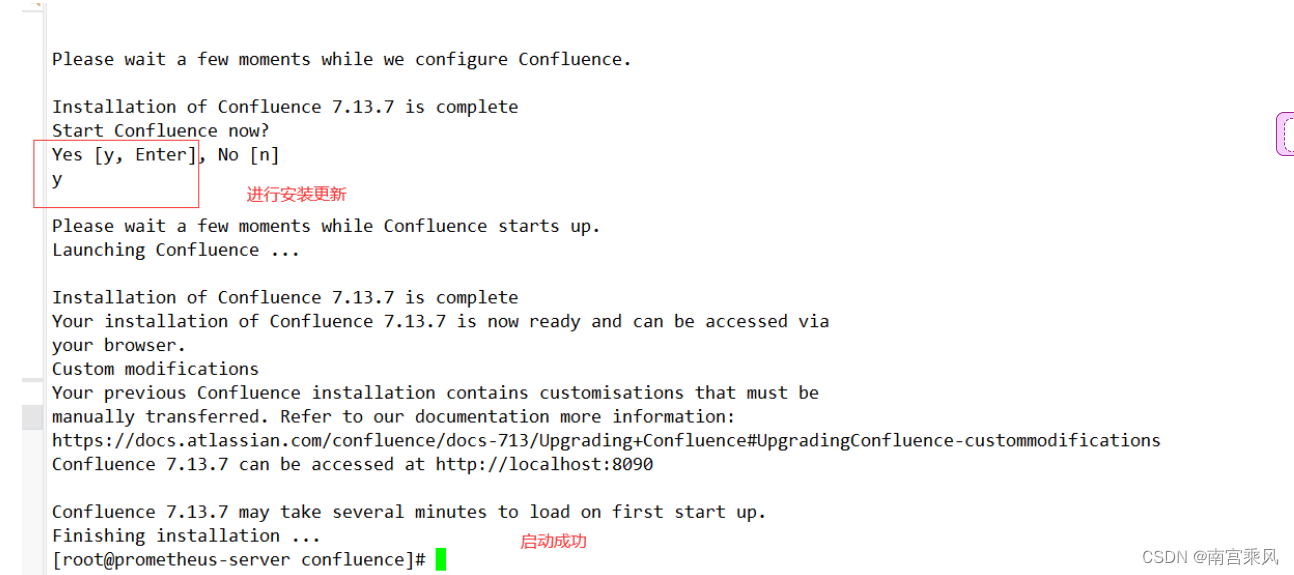 Please wait a few moments while we configure Confluence.
Installation of Confluence 7.13.7 is complete
Start Confluence now?
Yes [y, Enter], No [n]
y
进行安装更新
Please wait a few moments while Confluence starts up.
Launching Confluence ...
Installation of Confluence 7.13.7 is complete
Your installation of Confluence 7.13.7 is now ready and can be accessed via
your browser.
Custom modifications
Your previous Confluence installation contains customisations that must be
manually transferred. Refer to our documentation more information:
https://docs.atlassian.com/confluence/docs-713/Upgrading+Confluence#UpgradingConfluence-custommodifications
Confluence 7.13.7 can be accessed at http://localhost:8090
Confluence 7.13.7 may take several minutes to load on first start up.
Finishing installation ...
启动成功
[root@prometheus-server confluence]#
CSDN @南宫乘风